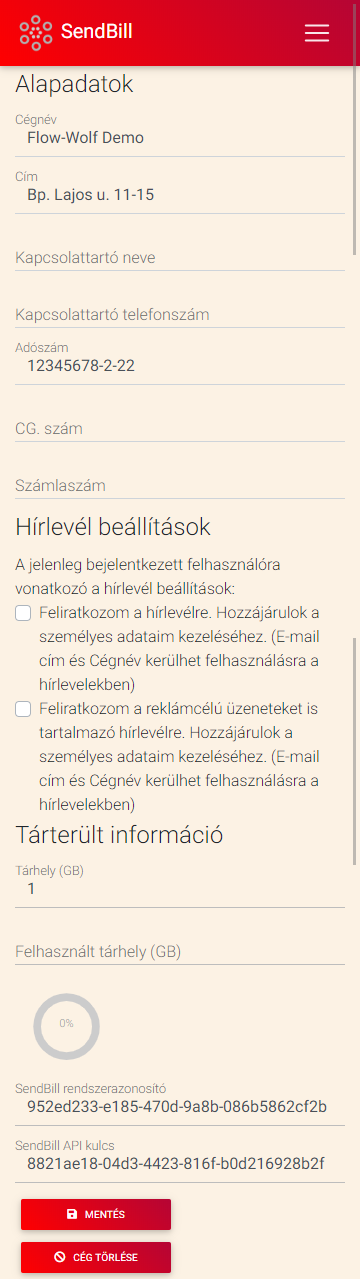 SendBill
Alapadatok
Cégnév
Flow-Wolf Demo
Cím
Bp. Lajos u. 11-15
Kapcsolattartó neve
Kapcsolattartó telefonszám
Adószám
12345678-2-22
CG. szám
Számlaszám
Hírlevél beállítások
A jelenleg bejelentkezett felhasználóra
vonatkozó a hírlevél beállítások:
Feliratkozom a hírlevélre. Hozzájárulok a
személyes adataim kezeléséhez. (E-mail
cím és Cégnév kerülhet felhasználásra a
hírlevelekben)
Feliratkozom a reklámcélú üzeneteket is
tartalmazó hírlevélre. Hozzájárulok a
személyes adataim kezeléséhez. (E-mail
cím és Cégnév kerülhet felhasználásra a
hírlevelekben)
Tárterült információ
Tárhely (GB)
1
Felhasznált tárhely (GB)
0%
SendBill rendszerazonosító
952ed233-e185-470d-9a8b-086b5862cf2b
SendBill API kulcs
8821ae18-04d3-4423-816f-b0d216928b2f
MENTÉS
CÉG TÖRLÉSE